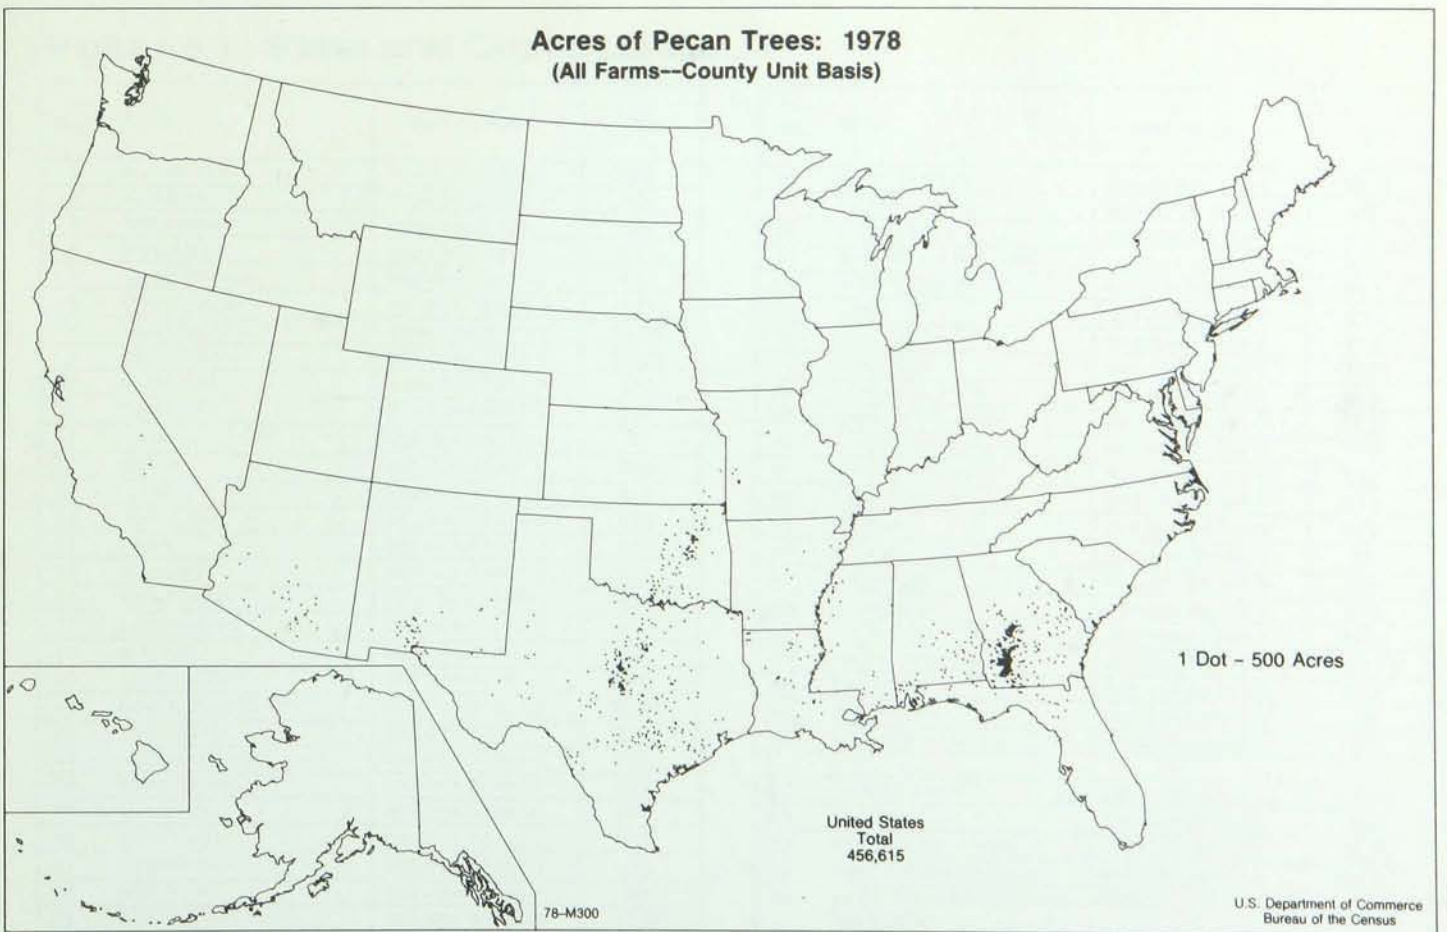 Acres of Pecan Trees: 1978
(All Farms--County Unit Basis)
1 Dot - 500 Acres
United States
Total
456,615
78-M300
U.S. Department of Commerce
Bureau of the Census